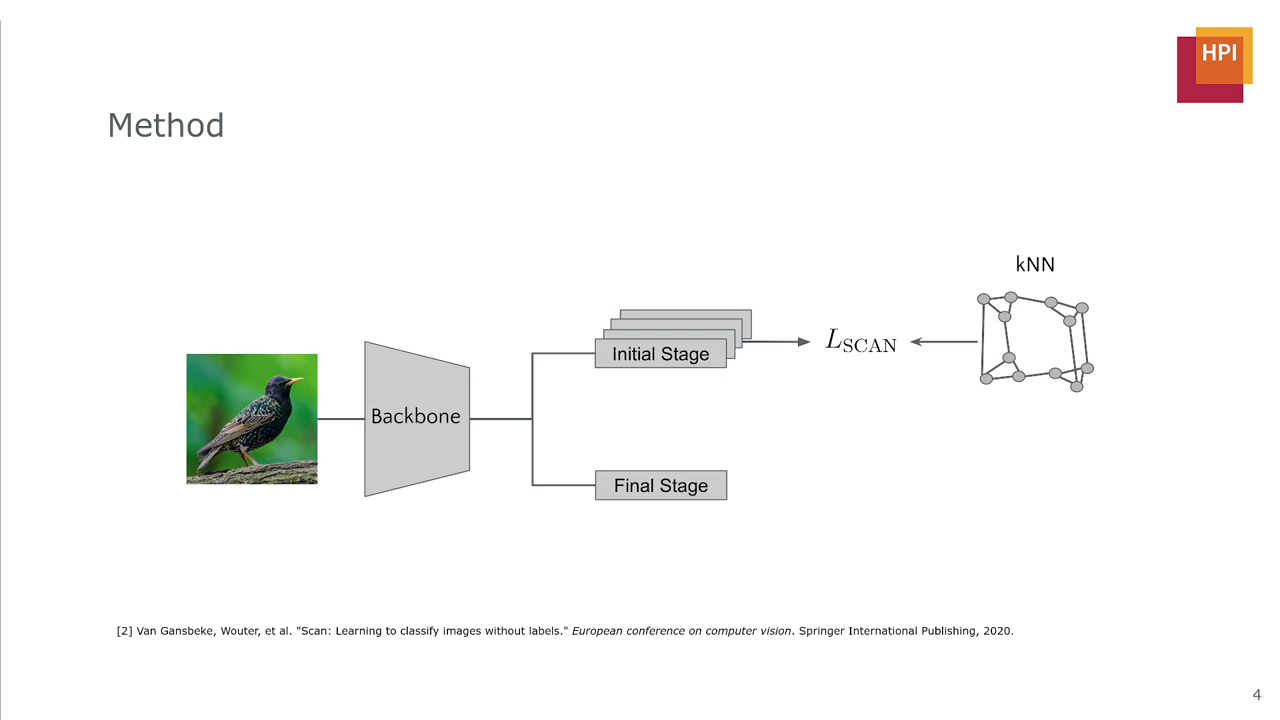 HPI
Method
kNN
Initial Stage
L_SCAN
Backbone
Final Stage
[2] Van Gansbeke, Wouter, et al. "Scan: Learning to classify images without labels." European conference on computer vision. Springer International Publishing, 2020.
4